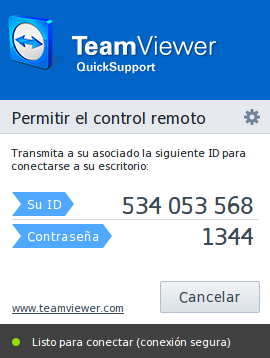 TeamViewer
QuickSupport
Permitir el control remoto
Transmita a su asociado la siguiente ID para
conectarse a su escritorio:
Su ID 534 053 568
Contraseña 1344
www.teamviewer.com
Cancelar
Listo para conectar (conexión segura)